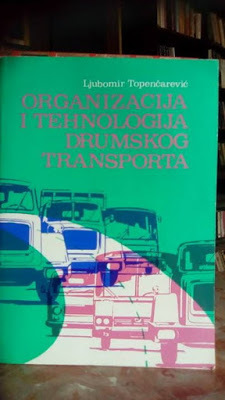 Ljubomir Topenčarević
ORGANIZACIJA
I TEHNOLOGIJA
DRUMSKOG
TRANSPORTA